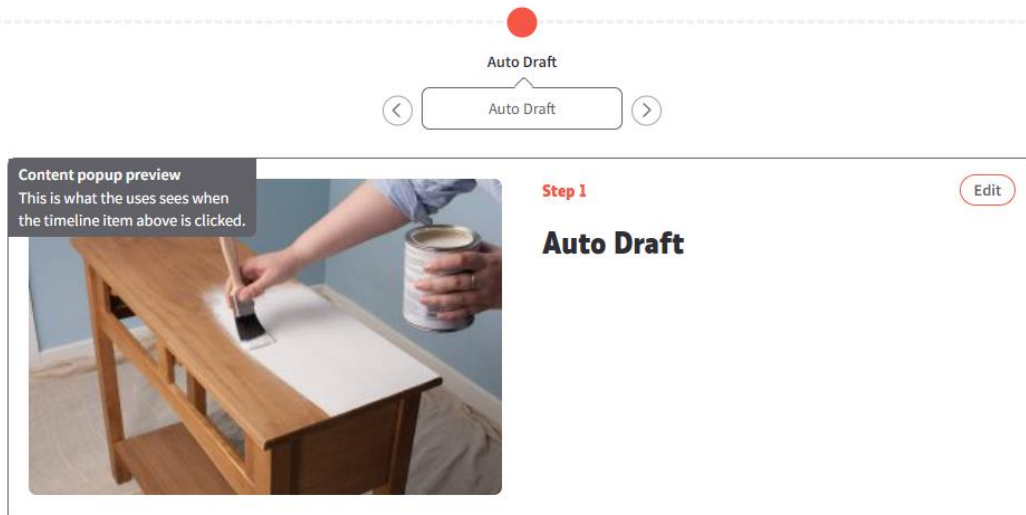 Auto Draft
Auto Draft
Content popup preview
This is what the uses sees when
the timeline item above is clicked.
Step 1
Edit
Auto Draft